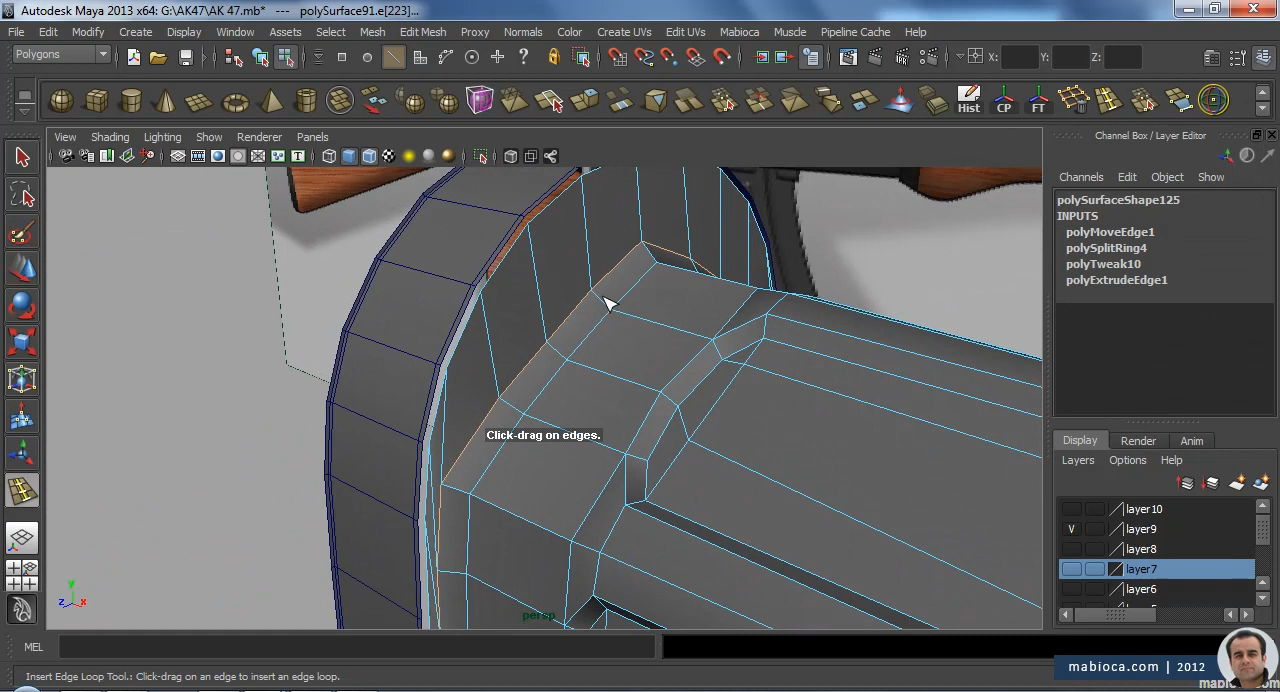 Autodesk Maya 2013 x64: G:\AK47\AK 47.mb* --- polySurface91.e[223]...
File Edit Modify Create Display Window Assets Select Mesh Edit Mesh Proxy Normals Color Create UVs Edit UVs Mabioca Muscle Pipeline Cache Help
Polygons X: Y: Z:
Hist CP FT
View Shading Lighting Show Renderer Panels
Channel Box / Layer Editor
Channels Edit Object Show
polySurfaceShape125
INPUTS
polyMoveEdge1
polySplitRing4
polyTweak10
polyExtrudeEdge1
Click-drag on edges.
Display Render Anim
Layers Options Help
layer10
V layer9
layer8
layer7
layer6
y
z x
persp
MEL
mabioca.com | 2012
Insert Edge Loop Tool.: Click-drag on an edge to insert an edge loop.
mabioca.com